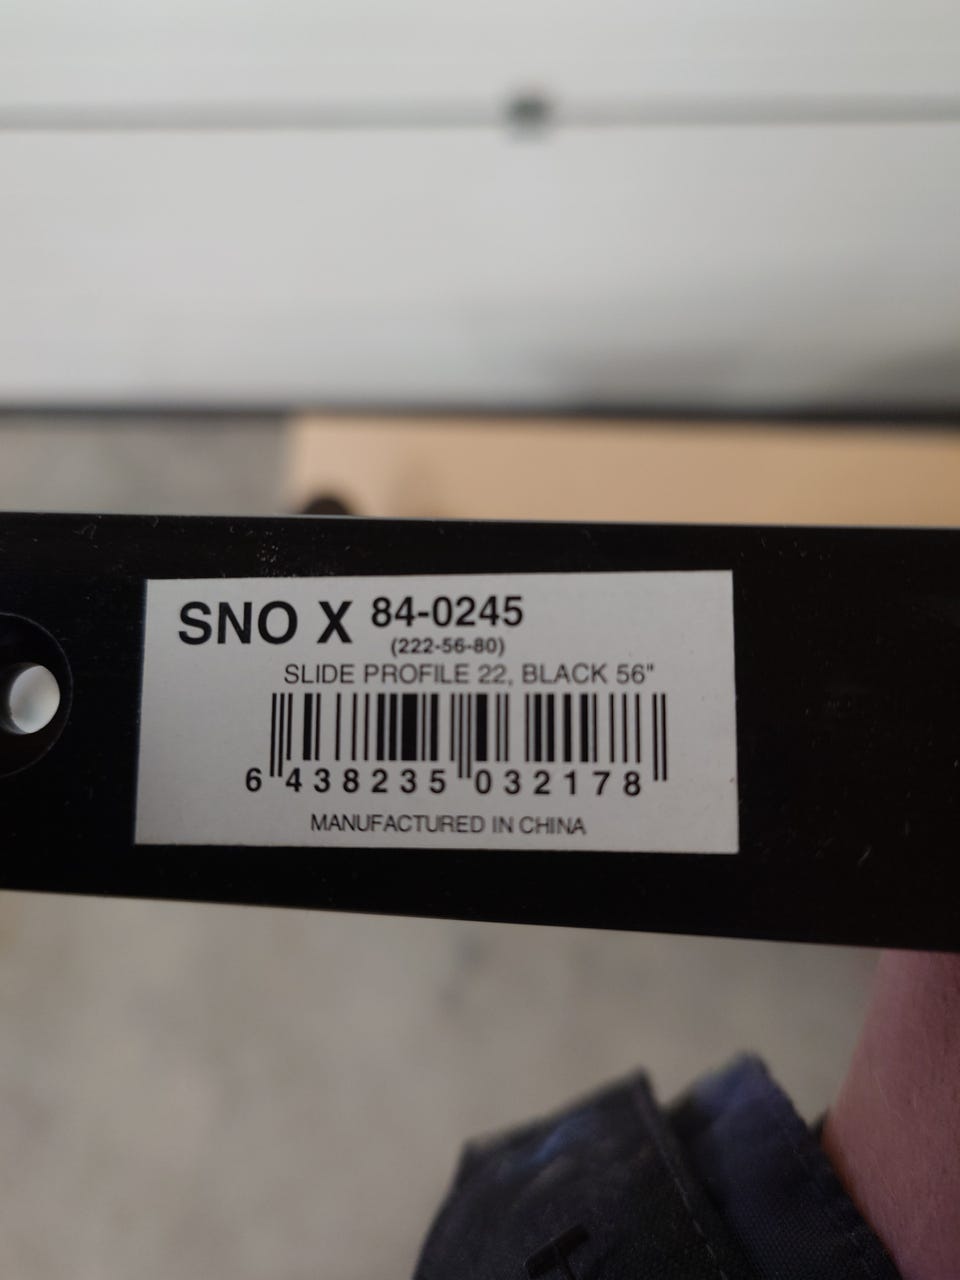 SNO X 84-0245
(222-56-80)
SLIDE PROFILE 22, BLACK 56"
6 438235 032178
MANUFACTURED IN CHINA